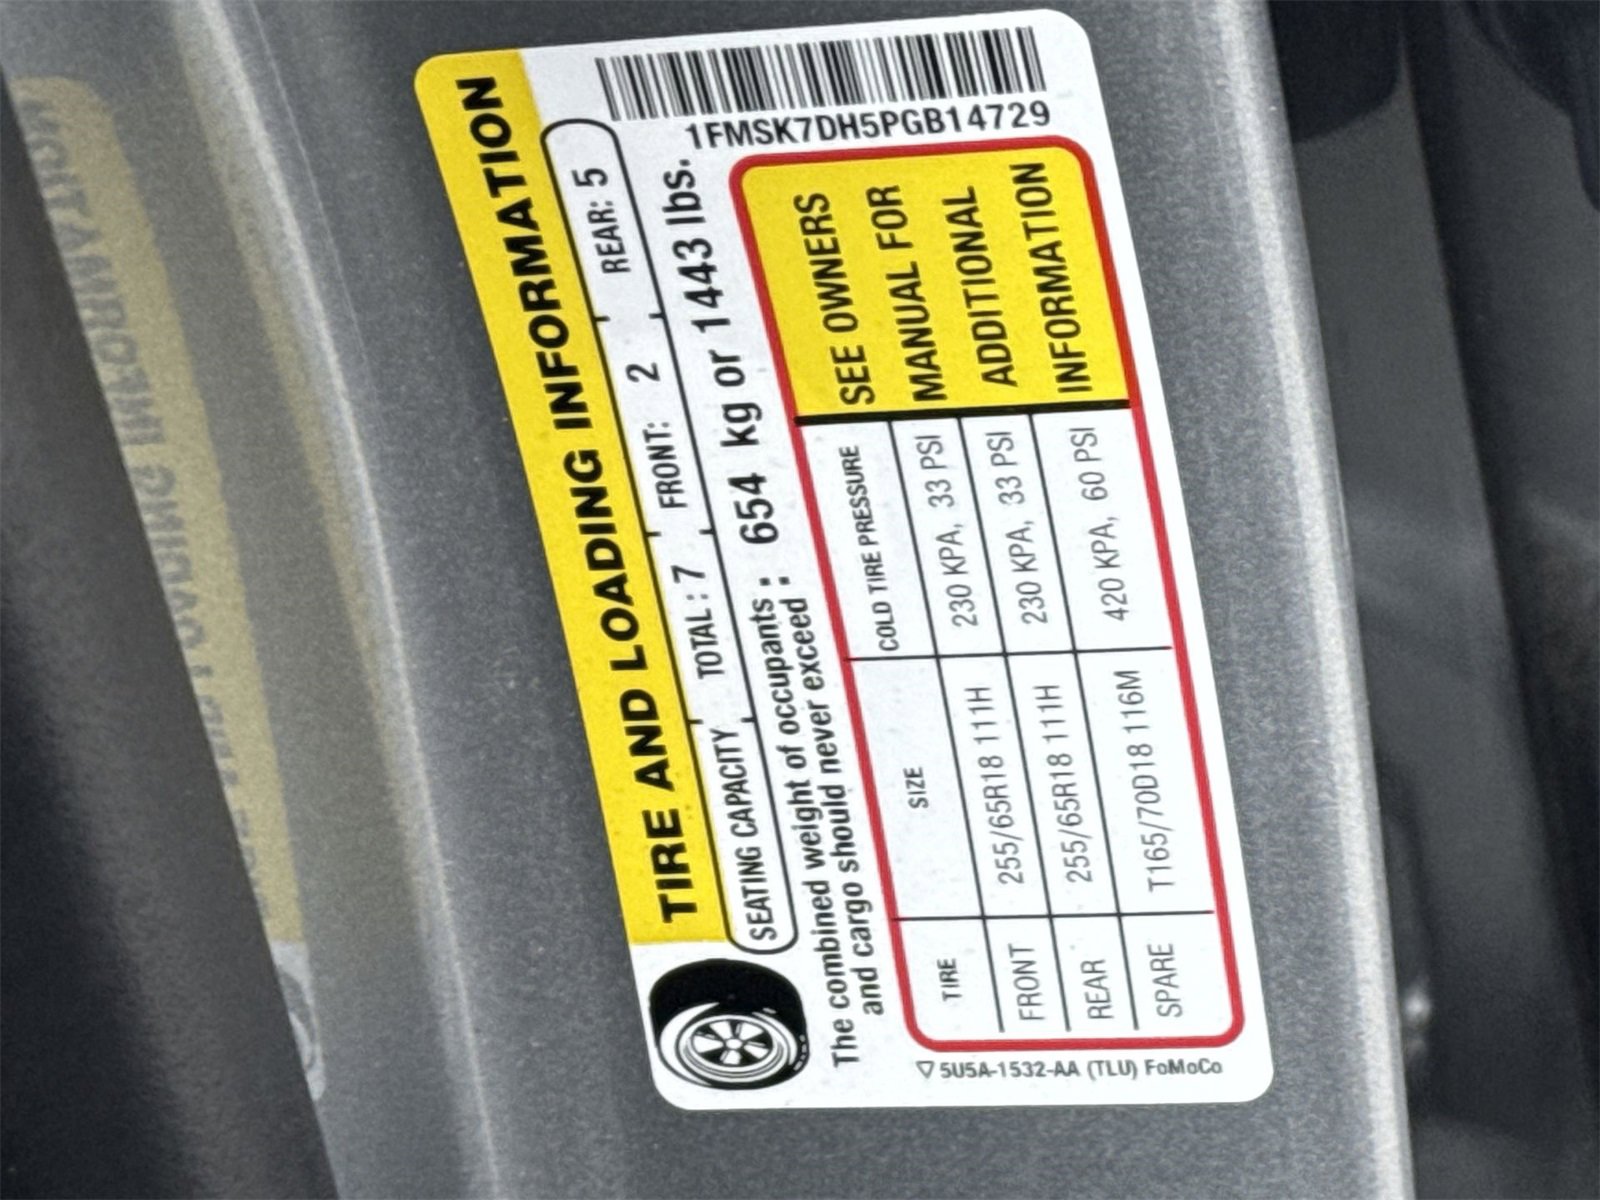 1FMSK7DH5PGB14729
TIRE AND LOADING INFORMATION
SEATING CAPACITY TOTAL: 7 FRONT: 2 REAR: 5
The combined weight of occupants : 654 kg or 1443 lbs.
and cargo should never exceed :
TIRE SIZE COLD TIRE PRESSURE
FRONT 255/65R18 111H 230 KPA, 33 PSI
REAR 255/65R18 111H 230 KPA, 33 PSI
SPARE T165/70D18 116M 420 KPA, 60 PSI
SEE OWNERS
MANUAL FOR
ADDITIONAL
INFORMATION
5U5A-1532-AA (TLU) FoMoCo